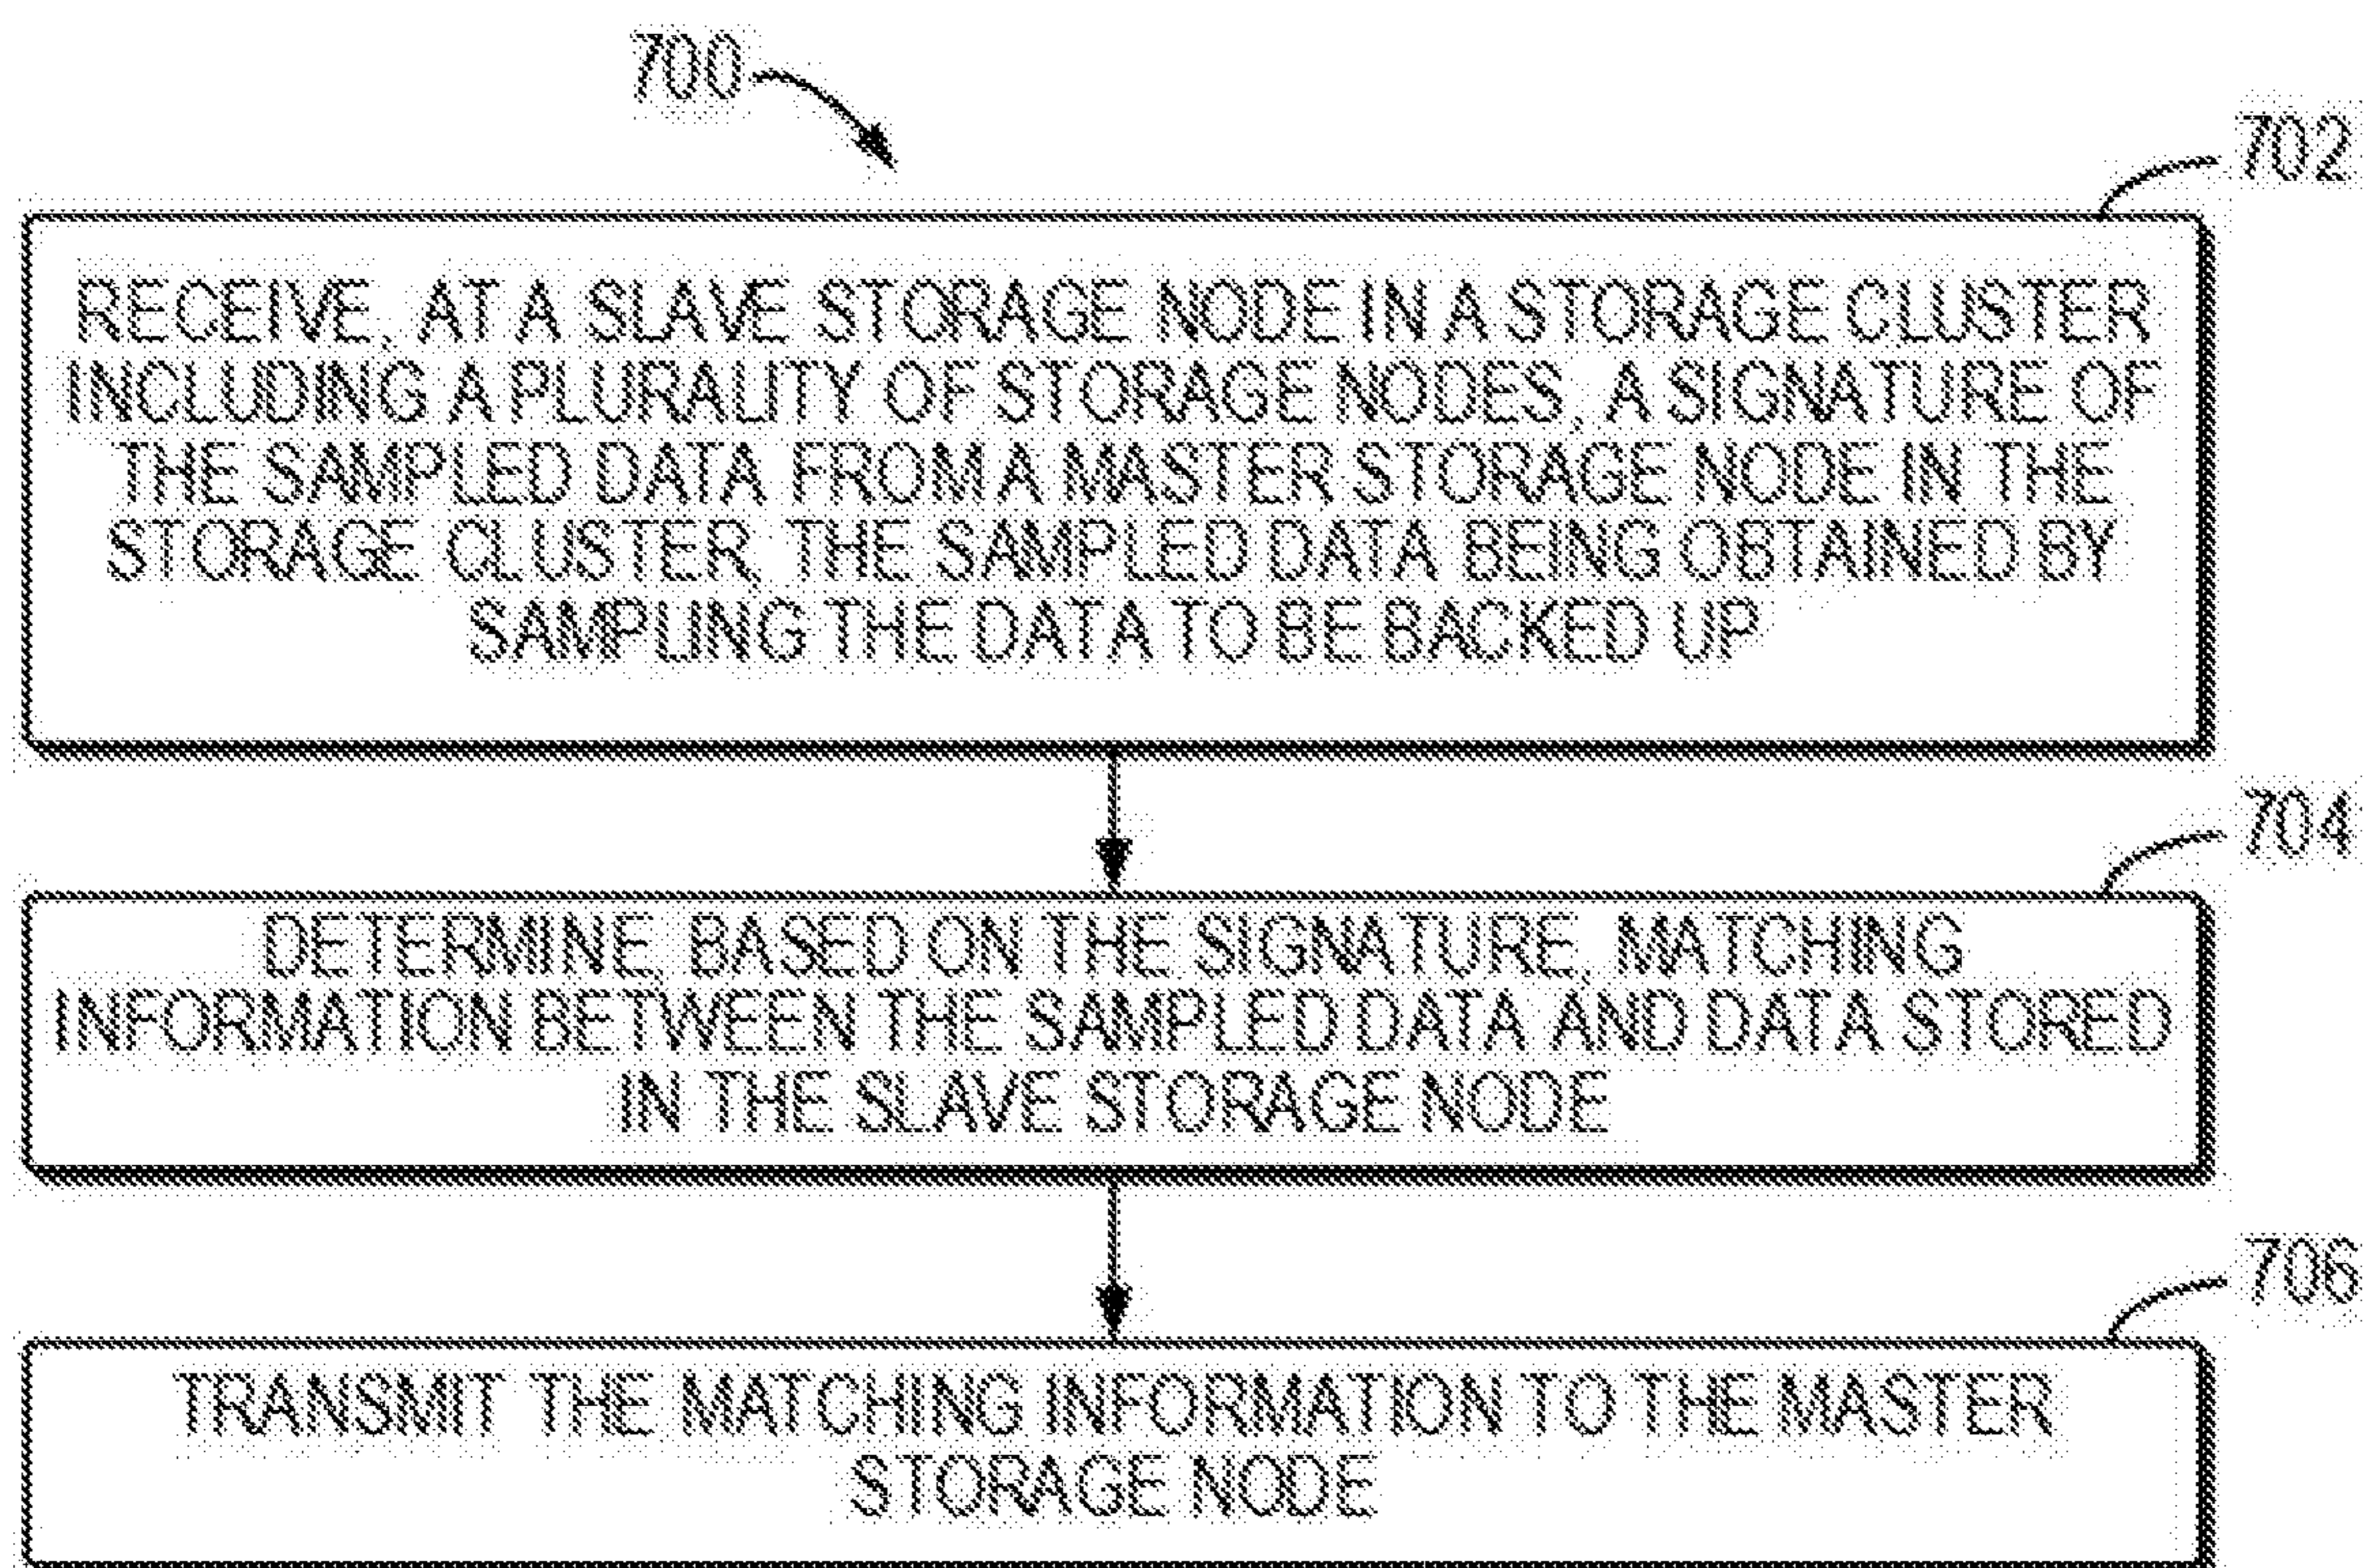 700
702
RECEIVE, AT A SLAVE STORAGE NODE IN A STORAGE CLUSTER
INCLUDING A PLURALITY OF STORAGE NODES, A SIGNATURE OF
THE SAMPLED DATA FROM A MASTER STORAGE NODE IN THE
STORAGE CLUSTER, THE SAMPLED DATA BEING OBTAINED BY
SAMPLING THE DATA TO BE BACKED UP
704
DETERMINE, BASED ON THE SIGNATURE, MATCHING
INFORMATION BETWEEN THE SAMPLED DATA AND DATA STORED
IN THE SLAVE STORAGE NODE
706
TRANSMIT THE MATCHING INFORMATION TO THE MASTER
STORAGE NODE